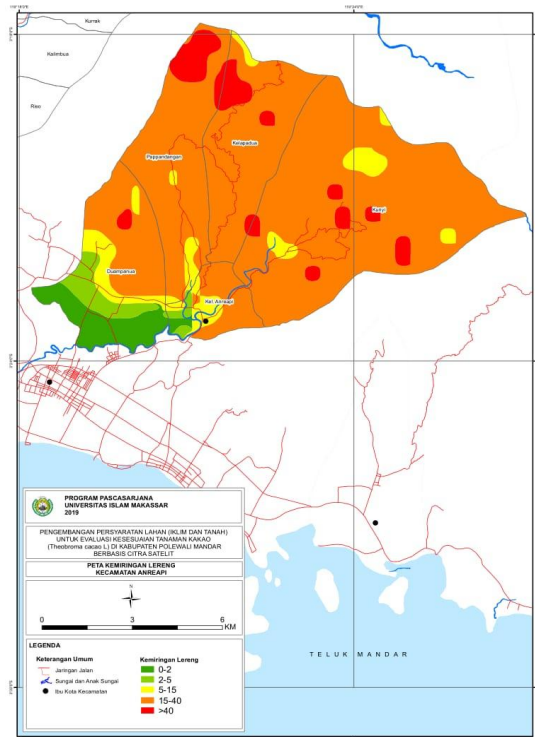 Kurrak
Kelimbua
Rieo
Kelapadua
Pappandangan
Kunyi
Duampanua
Kel Anreapi
PROGRAM PASCASARJANA
UNIVERSITAS ISLAM MAKASSAR
2019
PENGEMBANGAN PERSYARATAN LAHAN (IKLIM DAN TANAH)
UNTUK EVALUASI KESESUAIAN TANAMAN KAKAO
(Theobroma cacao L) DI KABUPATEN POLEWALI MANDAR
BERBASIS CITRA SATELIT
PETA KEMIRINGAN LERENG
KECAMATAN ANREAPI
N
0 3 6
KM
LEGENDA
Keterangan Umum
Jaringan Jalan
Sungai dan Anak Sungai
Ibu Kota Kecamatan
Kemiringan Lereng
0-2
2-5
5-15
15-40
>40
TELUK MANDAR